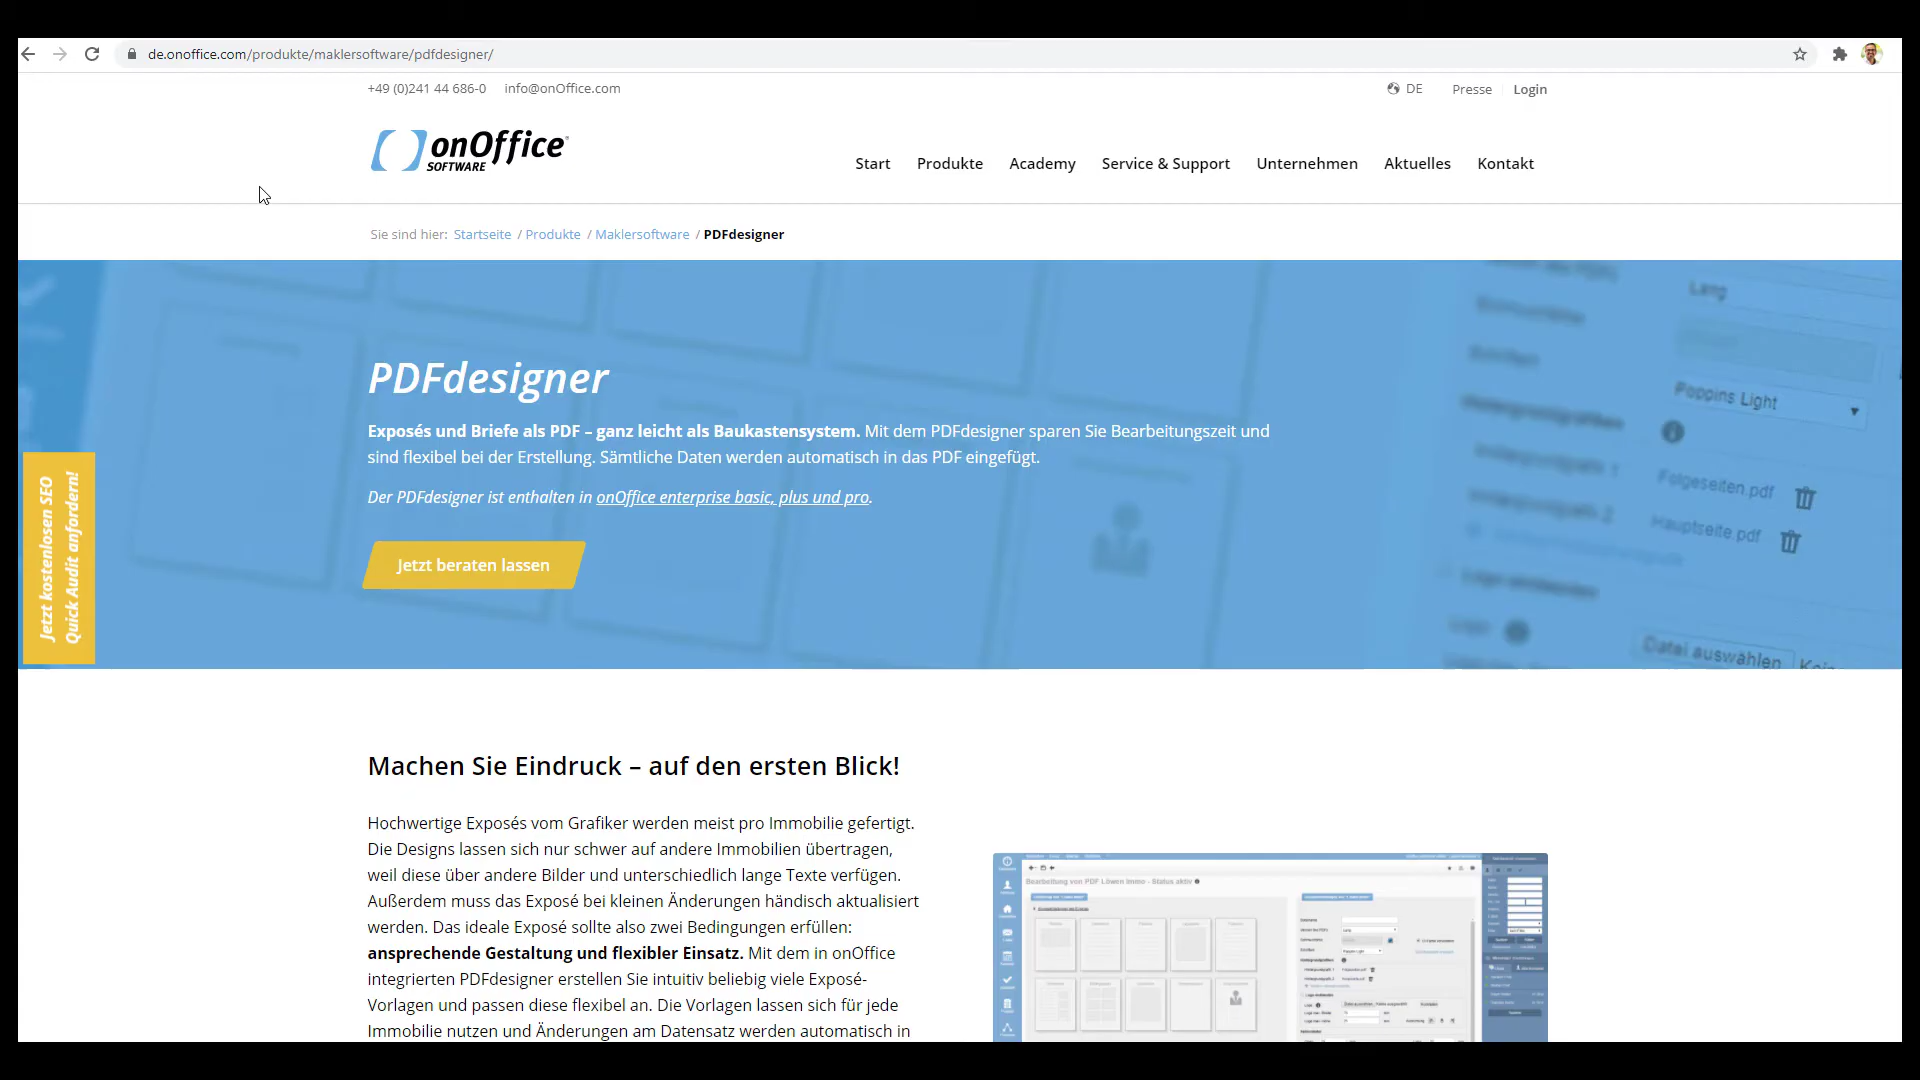 de.onoffice.com/produkte/maklersoftware/pdfdesigner/
+49 (0)241 44 686-0 info@onOffice.com
DE Presse Login
onOffice
SOFTWARE
Start Produkte Academy Service & Support Unternehmen Aktuelles Kontakt
Sie sind hier: Startseite / Produkte / Maklersoftware / PDFdesigner
Lang
Poppins Light
Folgeseiten.pdf
Hauptseite.pdf
Datei auswählen
PDFdesigner
Exposés und Briefe als PDF – ganz leicht als Baukastensystem. Mit dem PDFdesigner sparen Sie Bearbeitungszeit und
sind flexibel bei der Erstellung. Sämtliche Daten werden automatisch in das PDF eingefügt.
Der PDFdesigner ist enthalten in onOffice enterprise basic, plus und pro.
Jetzt beraten lassen
Jetzt kostenlosen SEO
Quick Audit anfordern!
Machen Sie Eindruck – auf den ersten Blick!
Hochwertige Exposés vom Grafiker werden meist pro Immobilie gefertigt.
Die Designs lassen sich nur schwer auf andere Immobilien übertragen,
weil diese über andere Bilder und unterschiedlich lange Texte verfügen.
Außerdem muss das Exposé bei kleinen Änderungen händisch aktualisiert
werden. Das ideale Exposé sollte also zwei Bedingungen erfüllen:
ansprechende Gestaltung und flexibler Einsatz. Mit dem in onOffice
integrierten PDFdesigner erstellen Sie intuitiv beliebig viele Exposé-
Vorlagen und passen diese flexibel an. Die Vorlagen lassen sich für jede
Immobilie nutzen und Änderungen am Datensatz werden automatisch in
Bearbeitung von PDF Löwen Immo - Status aktiv